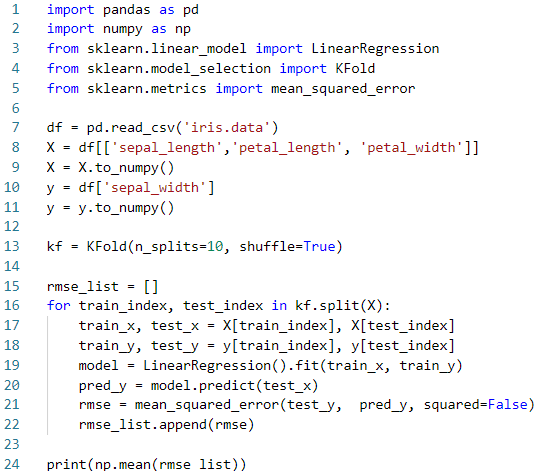 1 import pandas as pd
2 import numpy as np
3 from sklearn.linear_model import LinearRegression
4 from sklearn.model_selection import KFold
5 from sklearn.metrics import mean_squared_error
6
7 df = pd.read_csv('iris.data')
8 X = df[['sepal_length','petal_length', 'petal_width']]
9 X = X.to_numpy()
10 y = df['sepal_width']
11 y = y.to_numpy()
12
13 kf = KFold(n_splits=10, shuffle=True)
14
15 rmse_list = []
16 for train_index, test_index in kf.split(X):
17     train_x, test_x = X[train_index], X[test_index]
18     train_y, test_y = y[train_index], y[test_index]
19     model = LinearRegression().fit(train_x, train_y)
20     pred_y = model.predict(test_x)
21     rmse = mean_squared_error(test_y,  pred_y, squared=False)
22     rmse_list.append(rmse)
23
24 print(np.mean(rmse_list))